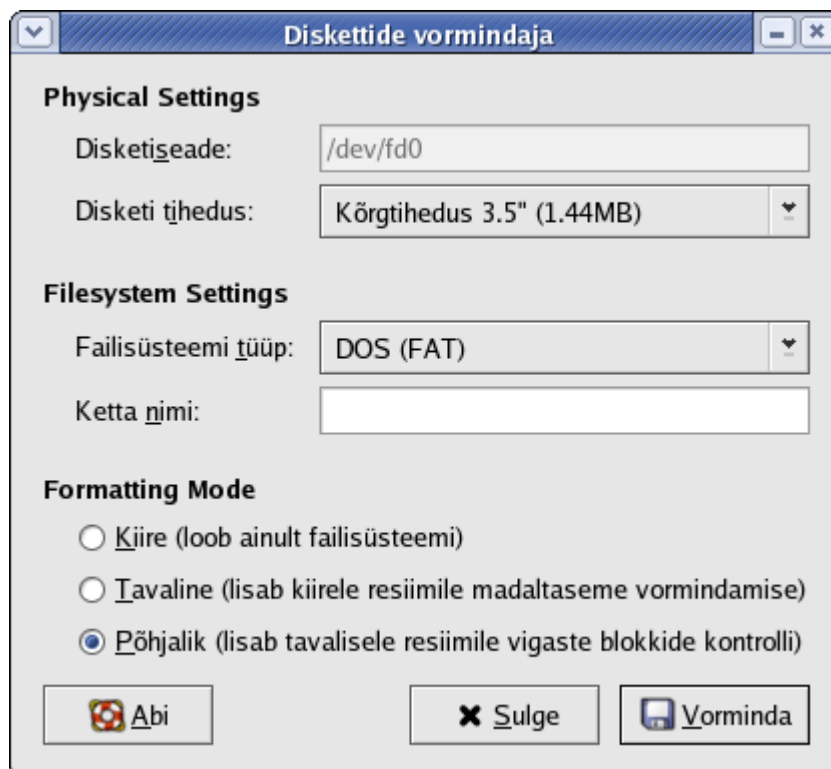 Diskettide vormindaja
Physical Settings
Disketiseade: /dev/fd0
Disketi tihedus: Kõrgtihedus 3.5" (1.44MB)
Filesystem Settings
Failisüsteemi tüüp: DOS (FAT)
Ketta nimi:
Formatting Mode
Kiire (loob ainult failisüsteemi)
Tavaline (lisab kiirele resiimile madaltaseme vormindamise)
Põhjalik (lisab tavalisele resiimile vigaste blokkide kontrolli)
Abi Sulge Vorminda